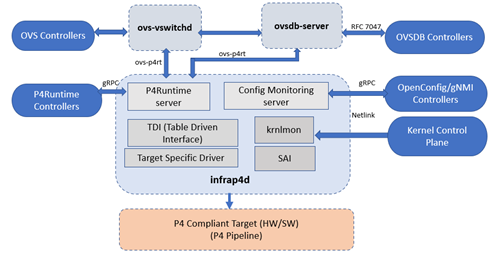 OVS Controllers
ovs-vswitchd
ovsdb-server
RFC 7047
OVSDB Controllers
ovs-p4rt
ovs-p4rt
P4Runtime
Controllers
gRPC
P4Runtime
server
Config Monitoring
server
gRPC
OpenConfig/gNMI
Controllers
TDI (Table Driven
Interface)
krnlmon
Netlink
Kernel Control
Plane
Target Specific Driver
SAI
infrap4d
P4 Compliant Target (HW/SW)
(P4 Pipeline)